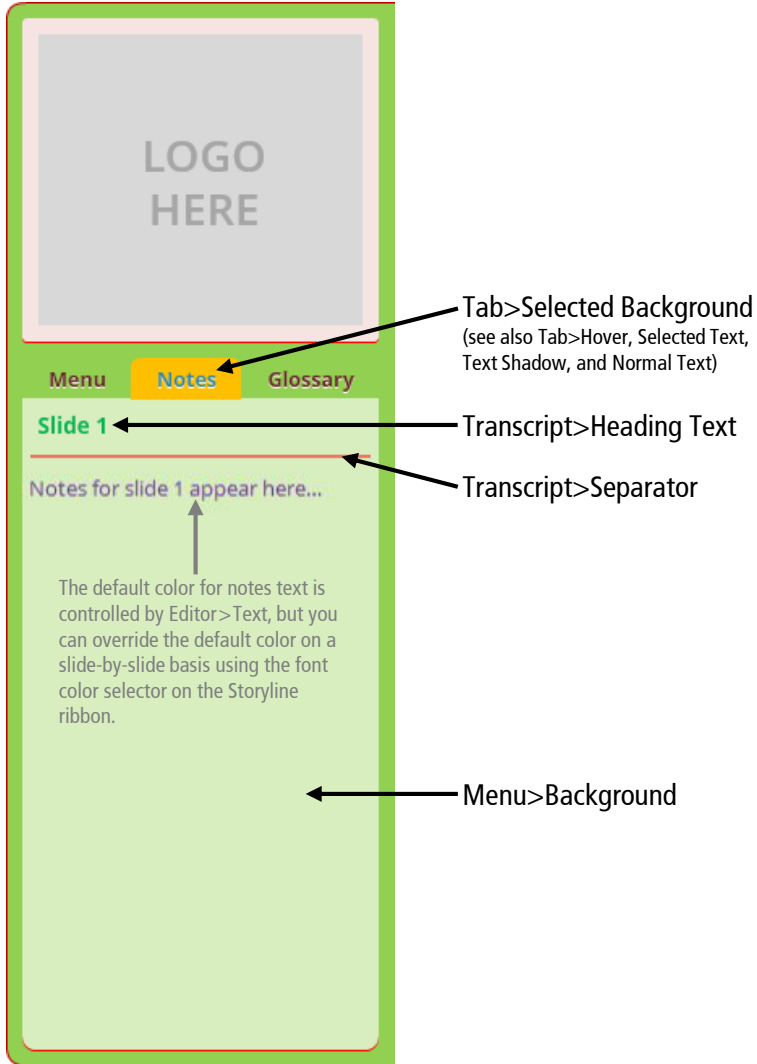 LOGO
HERE
Tab>Selected Background
(see also Tab>Hover, Selected Text,
Text Shadow, and Normal Text)
Menu Notes Glossary
Slide 1
Transcript>Heading Text
Transcript>Separator
Notes for slide 1 appear here...
The default color for notes text is
controlled by Editor>Text, but you
can override the default color on a
slide-by-slide basis using the font
color selector on the Storyline
ribbon.
Menu>Background